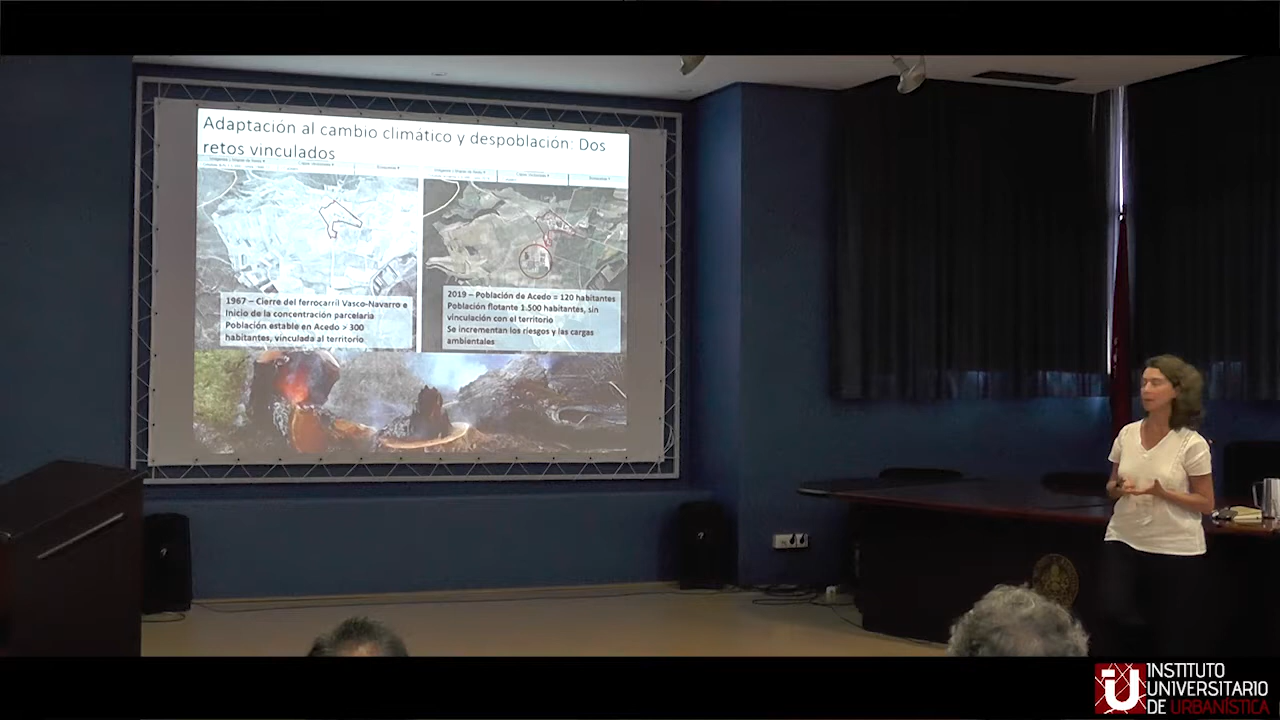 Adaptación al cambio climático y despoblación: Dos
retos vinculados
1967 – Cierre del ferrocarril Vasco-Navarro e
Inicio de la concentración parcelaria
Población estable en Acedo > 300
habitantes, vinculada al territorio
2019 – Población de Acedo = 120 habitantes
Población flotante 1.500 habitantes, sin
vinculación con el territorio
Se incrementan los riesgos y las cargas
ambientales
INSTITUTO
UNIVERSITARIO
DE URBANÍSTICA